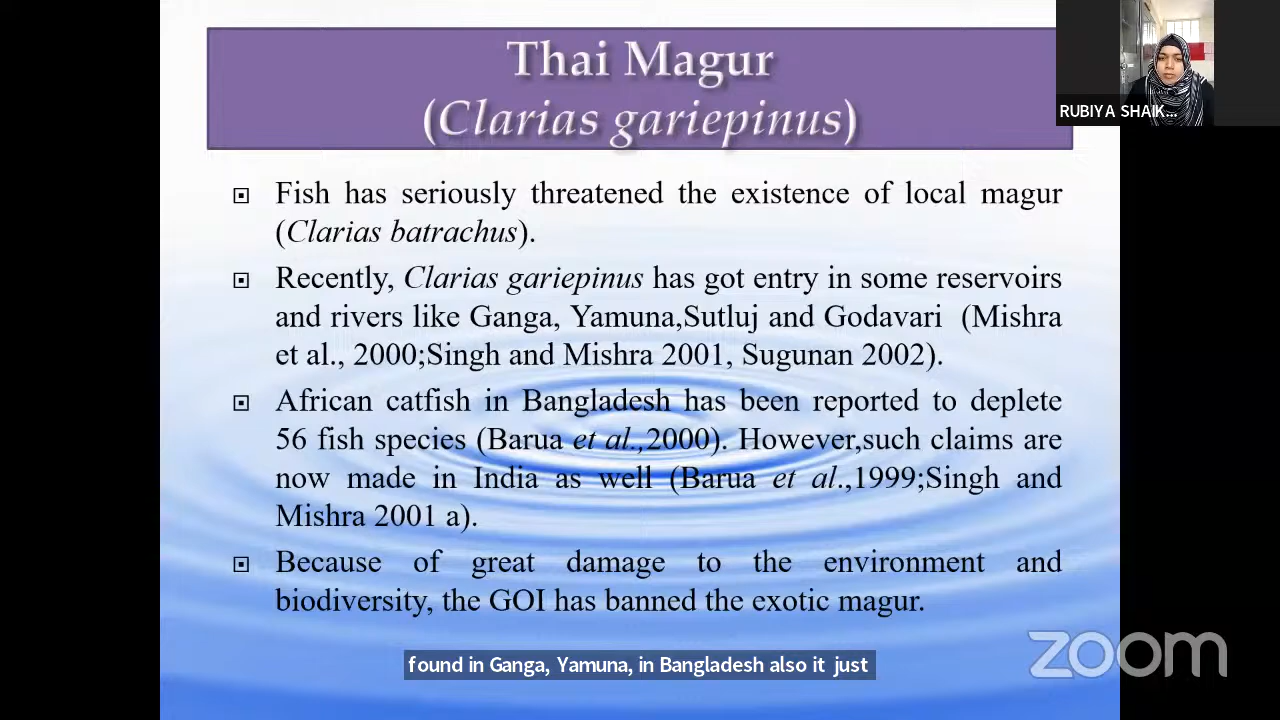 Thai Magur
(Clarias gariepinus)
RUBIYA SHAIK...
Fish has seriously threatened the existence of local magur
(Clarias batrachus).
Recently, Clarias gariepinus has got entry in some reservoirs
and rivers like Ganga, Yamuna,Sutluj and Godavari (Mishra
et al., 2000;Singh and Mishra 2001, Sugunan 2002).
African catfish in Bangladesh has been reported to deplete
56 fish species (Barua et al.,2000). However,such claims are
now made in India as well (Barua et al.,1999;Singh and
Mishra 2001 a).
Because of great damage to the environment and
biodiversity, the GOI has banned the exotic magur.
found in Ganga, Yamuna, in Bangladesh also it just
zoom